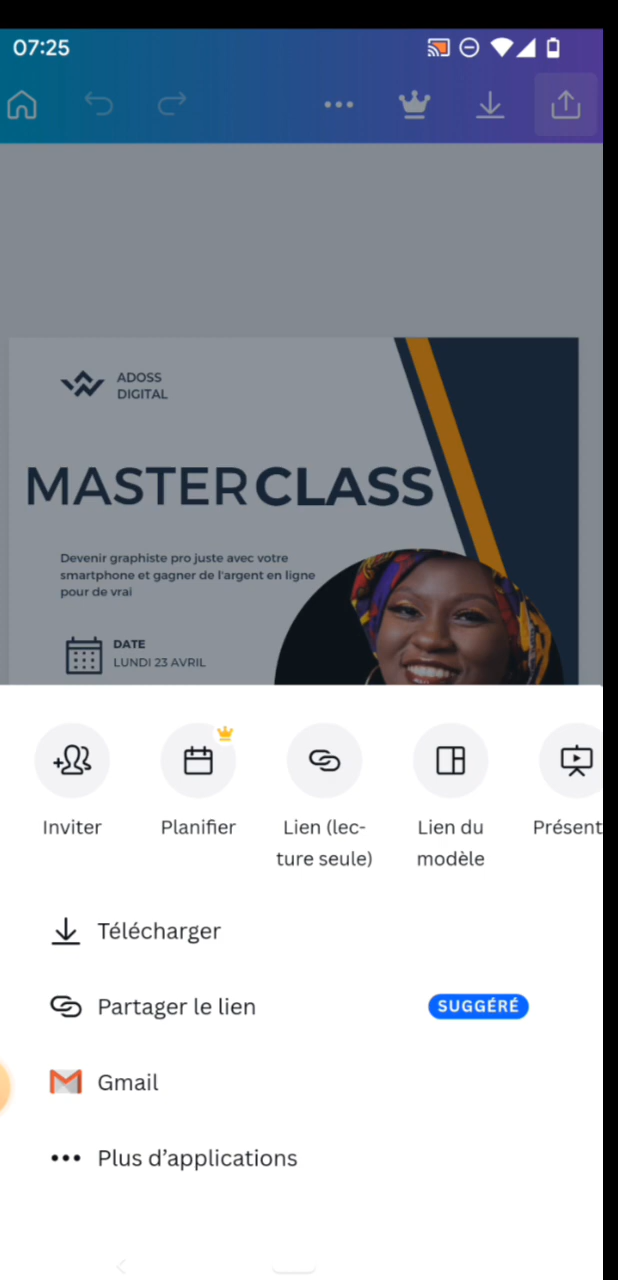 07:25
ADOSS
DIGITAL
MASTERCLASS
Devenir graphiste pro juste avec votre
smartphone et gagner de l'argent en ligne
pour de vrai
DATE
LUNDI 23 AVRIL
Inviter
Planifier
Lien (lec-
ture seule)
Lien du
modèle
Présent
Télécharger
Partager le lien
SUGGÉRÉ
Gmail
Plus d’applications